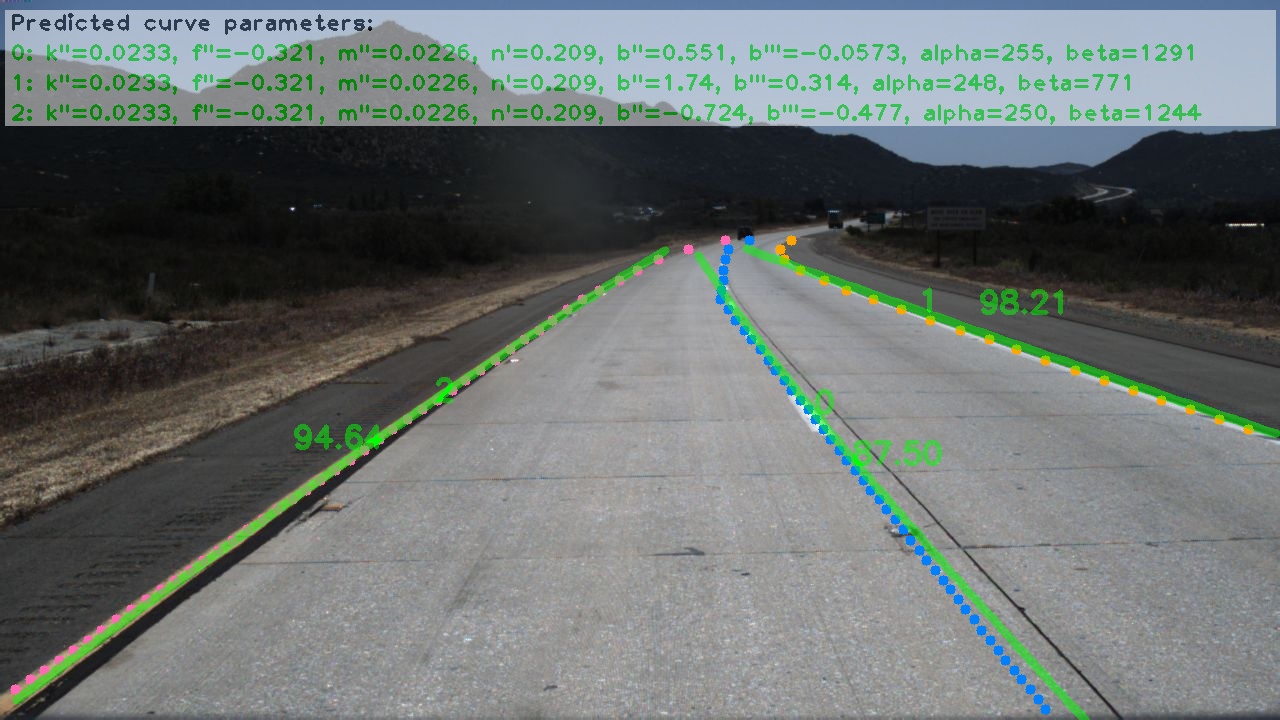 Predicted curve parameters:
0: k''=0.0233, f''=-0.321, m''=0.0226, n'=0.209, b''=0.551, b'''=-0.0573, alpha=255, beta=1291
1: k''=0.0233, f''=-0.321, m''=0.0226, n'=0.209, b''=1.74, b'''=0.314, alpha=248, beta=771
2: k''=0.0233, f''=-0.321, m''=0.0226, n'=0.209, b''=-0.724, b'''=-0.477, alpha=250, beta=1244
1 98.21
2
0
94.64
87.50